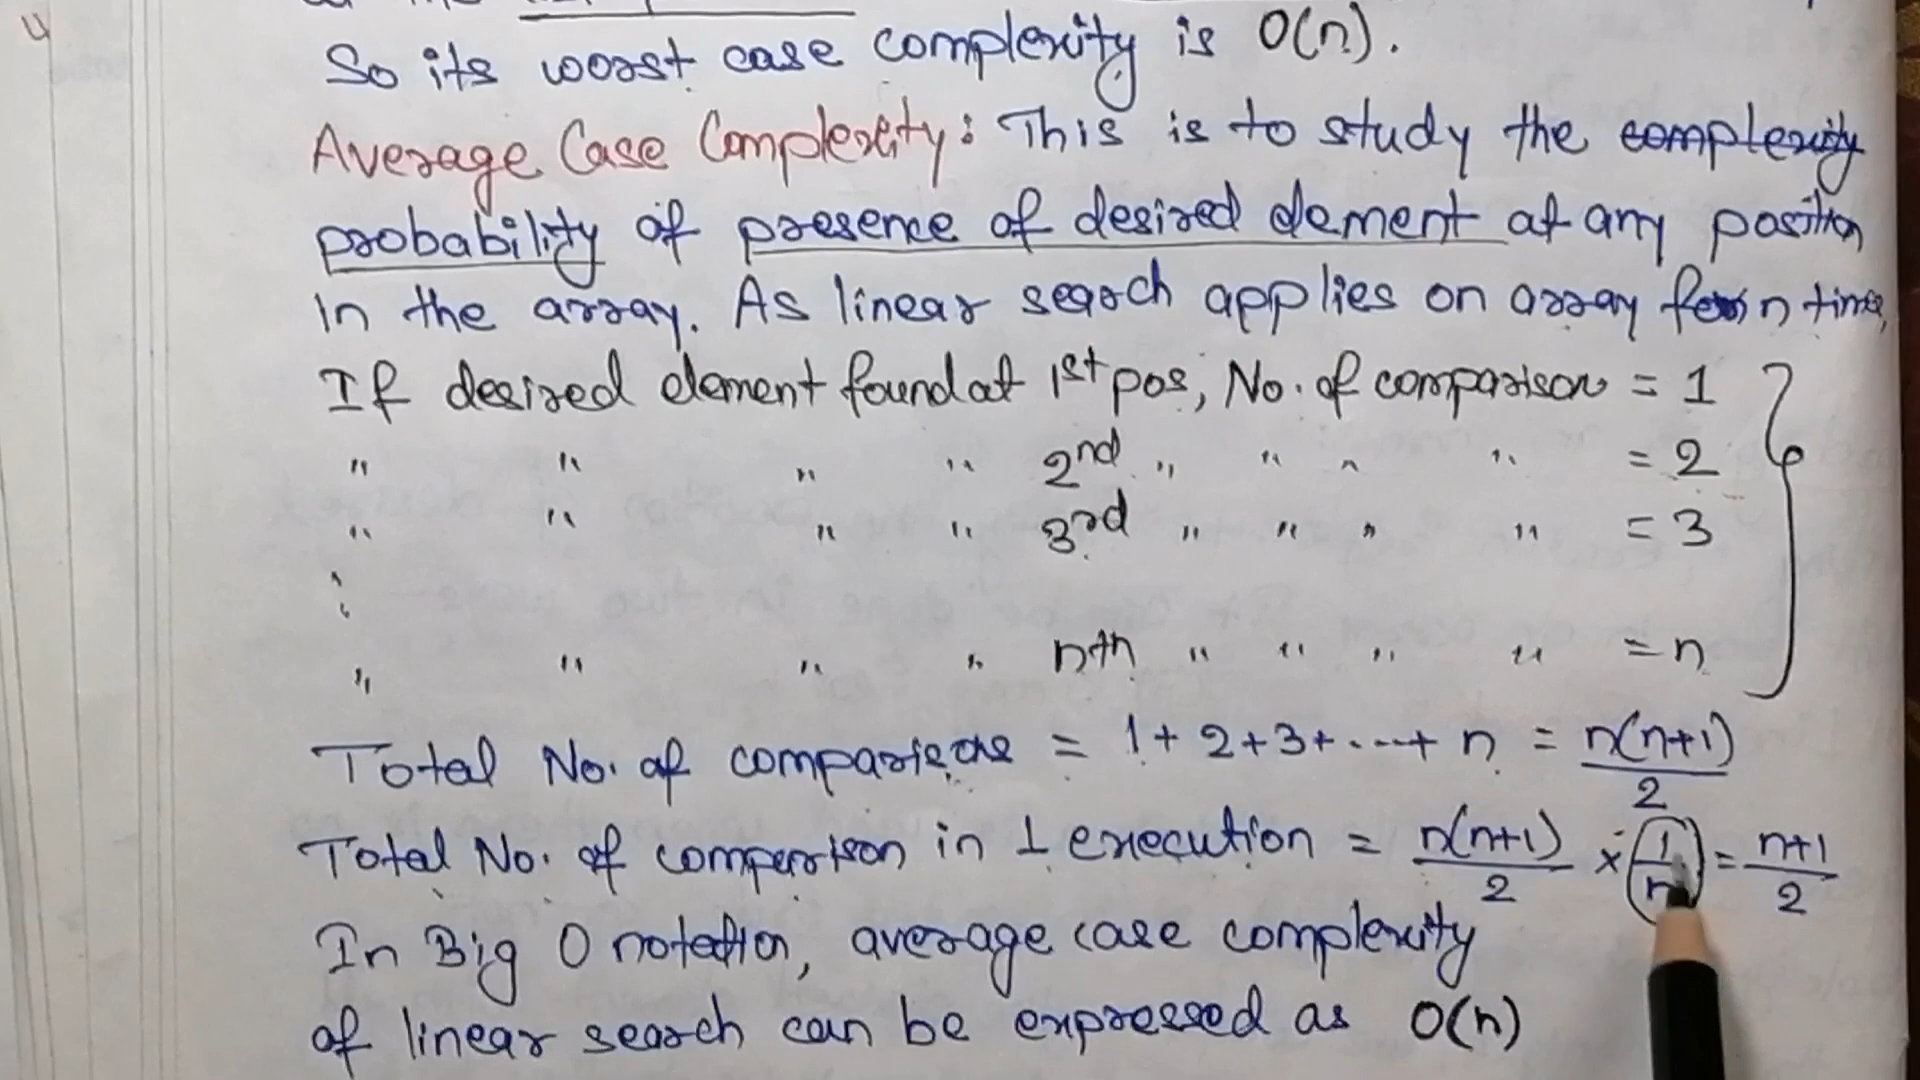 4
So its worst case complexity is O(n).
Average Case Complexity: This is to study the complexity
probability of presence of desired element at any position
in the array. As linear search applies on array for n time,
If desired element found at 1st pos, No. of comparison = 1
" " " " 2nd " " " " = 2
" " " " 3rd " " " " = 3
" " " " nth " " " " = n
Total No. of comparisons = 1 + 2 + 3 + ... + n = n(n+1)/2
Total No. of comparison in 1 execution = n(n+1)/2 × (1/n) = n+1/2
In Big O notation, average case complexity
of linear search can be expressed as O(n)